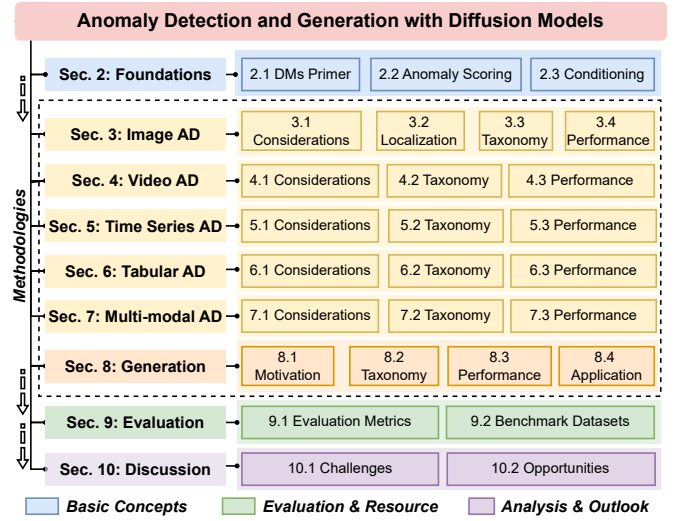 Anomaly Detection and Generation with Diffusion Models
Sec. 2: Foundations
2.1 DMs Primer
2.2 Anomaly Scoring
2.3 Conditioning
Methodologies
Sec. 3: Image AD
3.1
Considerations
3.2
Localization
3.3
Taxonomy
3.4
Performance
Sec. 4: Video AD
4.1 Considerations
4.2 Taxonomy
4.3 Performance
Sec. 5: Time Series AD
5.1 Considerations
5.2 Taxonomy
5.3 Performance
Sec. 6: Tabular AD
6.1 Considerations
6.2 Taxonomy
6.3 Performance
Sec. 7: Multi-modal AD
7.1 Considerations
7.2 Taxonomy
7.3 Performance
Sec. 8: Generation
8.1
Motivation
8.2
Taxonomy
8.3
Performance
8.4
Application
Sec. 9: Evaluation
9.1 Evaluation Metrics
9.2 Benchmark Datasets
Sec. 10: Discussion
10.1 Challenges
10.2 Opportunities
Basic Concepts
Evaluation & Resource
Analysis & Outlook